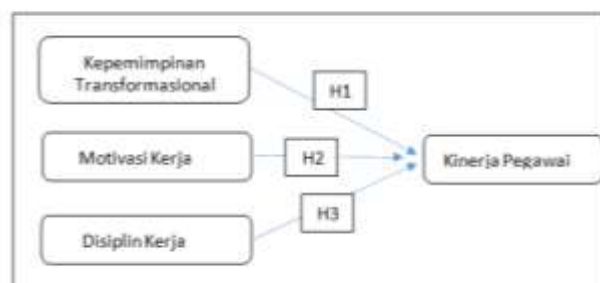 Kepemimpinan
Transformasional
H1
Motivasi Kerja
H2
Kinerja Pegawai
H3
Disiplin Kerja